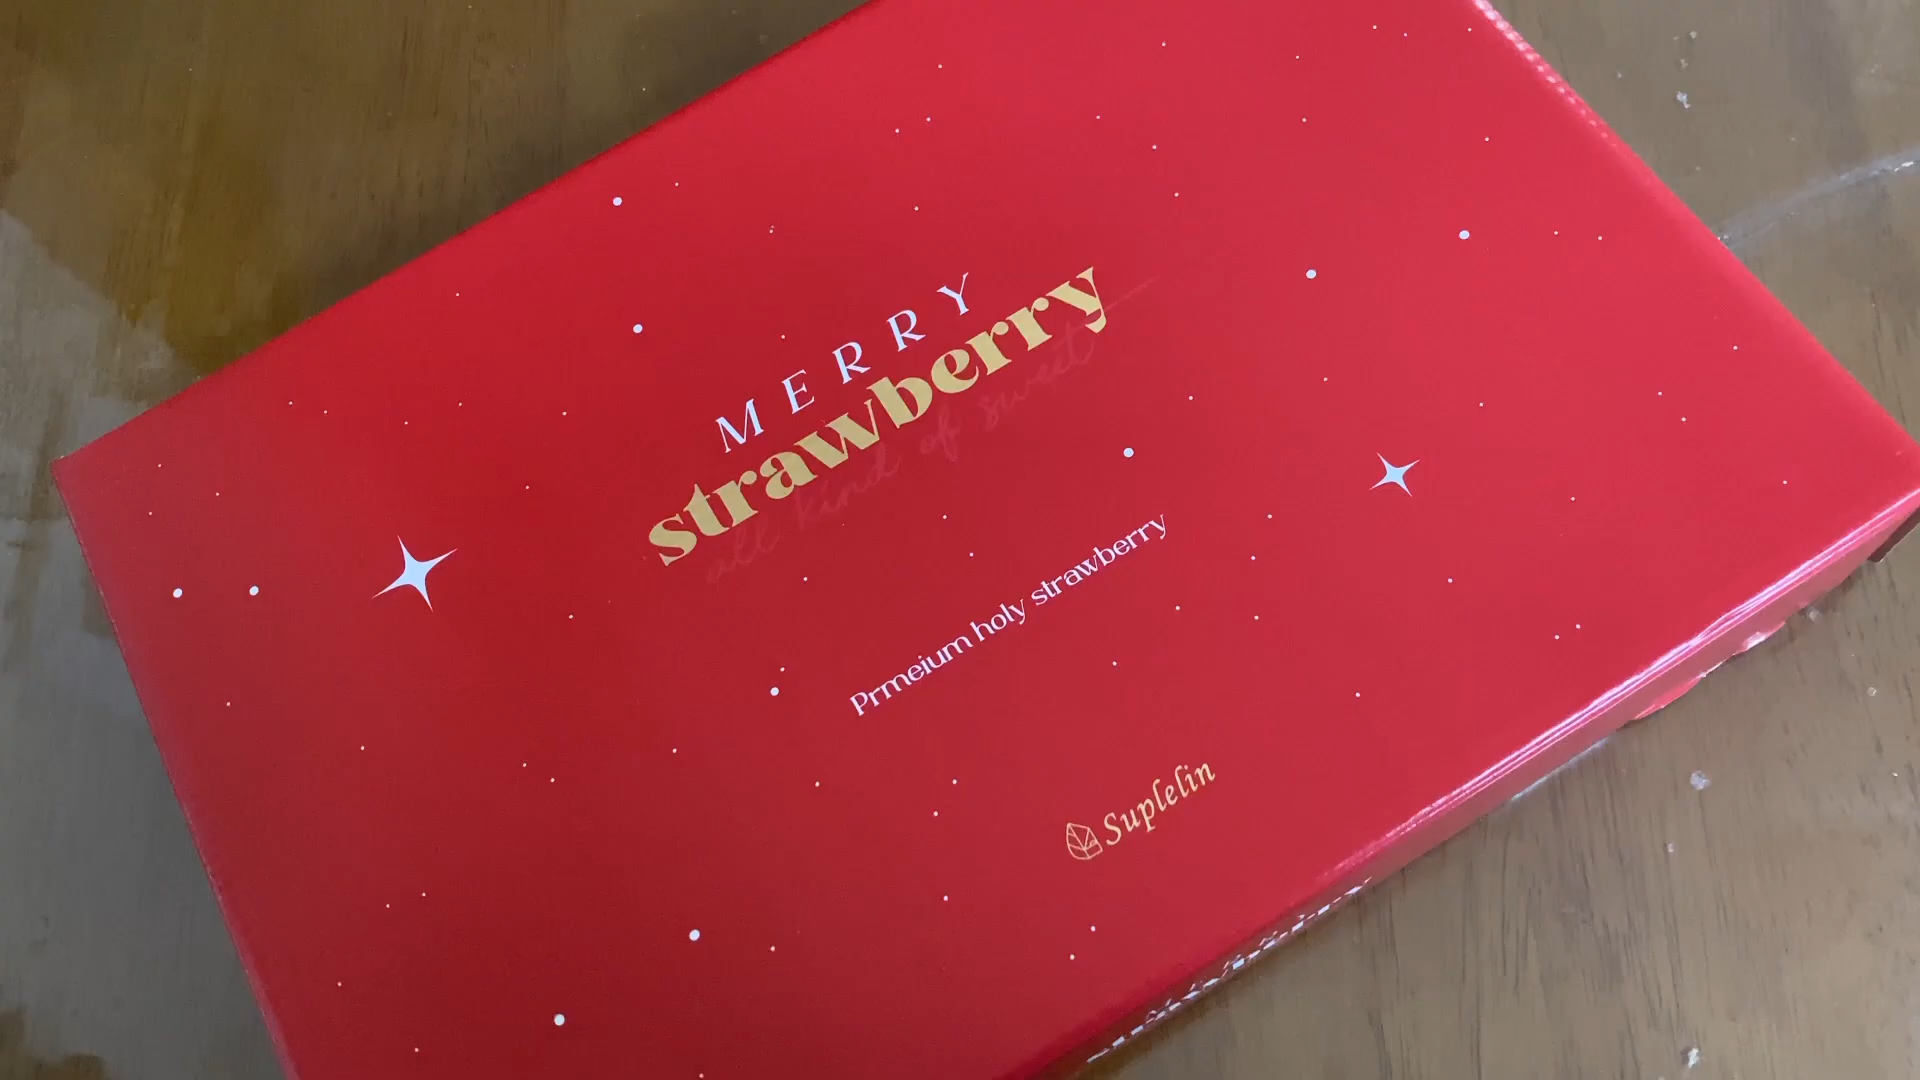 MERRY
strawberry
all kind of sweet
Prmeium holy strawberry
Suplelin